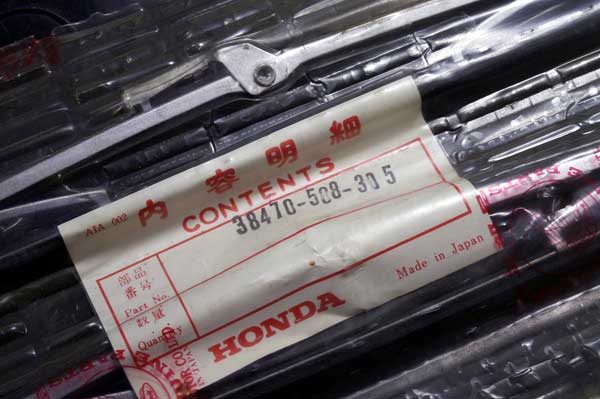 内容明細
AIA 002
CONTENTS
38470-508-305
部品
番号
Part No.
数量
Quantity
HONDA
Made in Japan